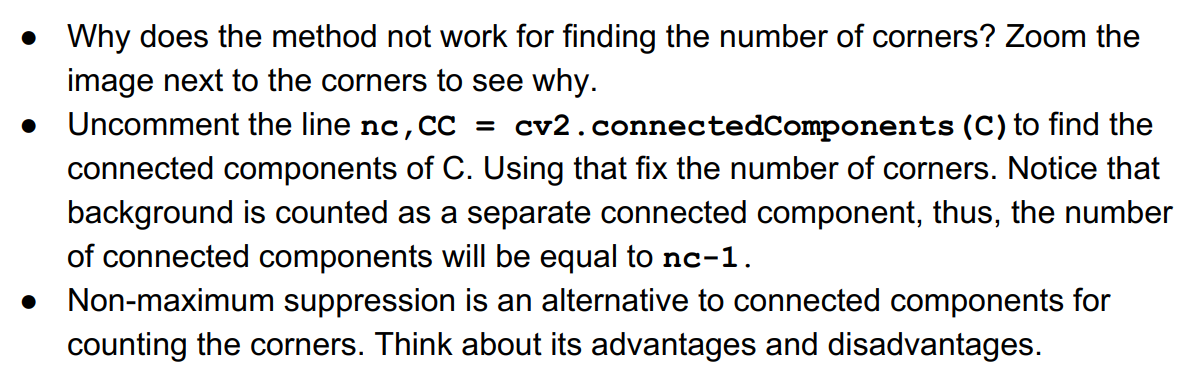 ● Why does the method not work for finding the number of corners? Zoom the
image next to the corners to see why.
● Uncomment the line nc,CC = cv2.connectedComponents(C) to find the
connected components of C. Using that fix the number of corners. Notice that
background is counted as a separate connected component, thus, the number
of connected components will be equal to nc-1.
● Non-maximum suppression is an alternative to connected components for
counting the corners. Think about its advantages and disadvantages.